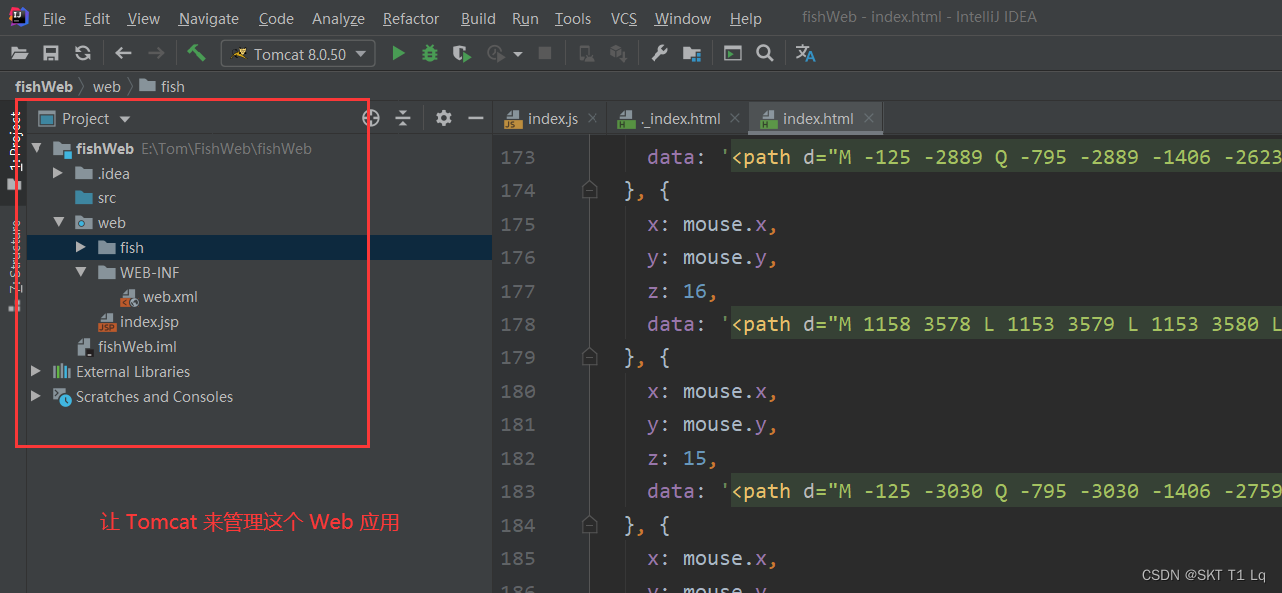 File Edit View Navigate Code Analyze Refactor Build Run Tools VCS Window Help fishWeb - index.html - IntelliJ IDEA
Tomcat 8.0.50
fishWeb web fish
Project
index.js ._index.html index.html
1: Project
Z: Structure
fishWeb E:\Tom\FishWeb\fishWeb
.idea
src
web
fish
WEB-INF
web.xml
index.jsp
fishWeb.iml
External Libraries
Scratches and Consoles
173 data: '<path d="M -125 -2889 Q -795 -2889 -1406 -2623
174 }, {
175 x: mouse.x,
176 y: mouse.y,
177 z: 16,
178 data: '<path d="M 1158 3578 L 1153 3579 L 1153 3580 L
179 }, {
180 x: mouse.x,
181 y: mouse.y,
182 z: 15,
183 data: '<path d="M -125 -3030 Q -795 -3030 -1406 -2759
184 }, {
185 x: mouse.x,
186 y: mouse.y
让 Tomcat 来管理这个 Web 应用
CSDN @SKT T1 Lq